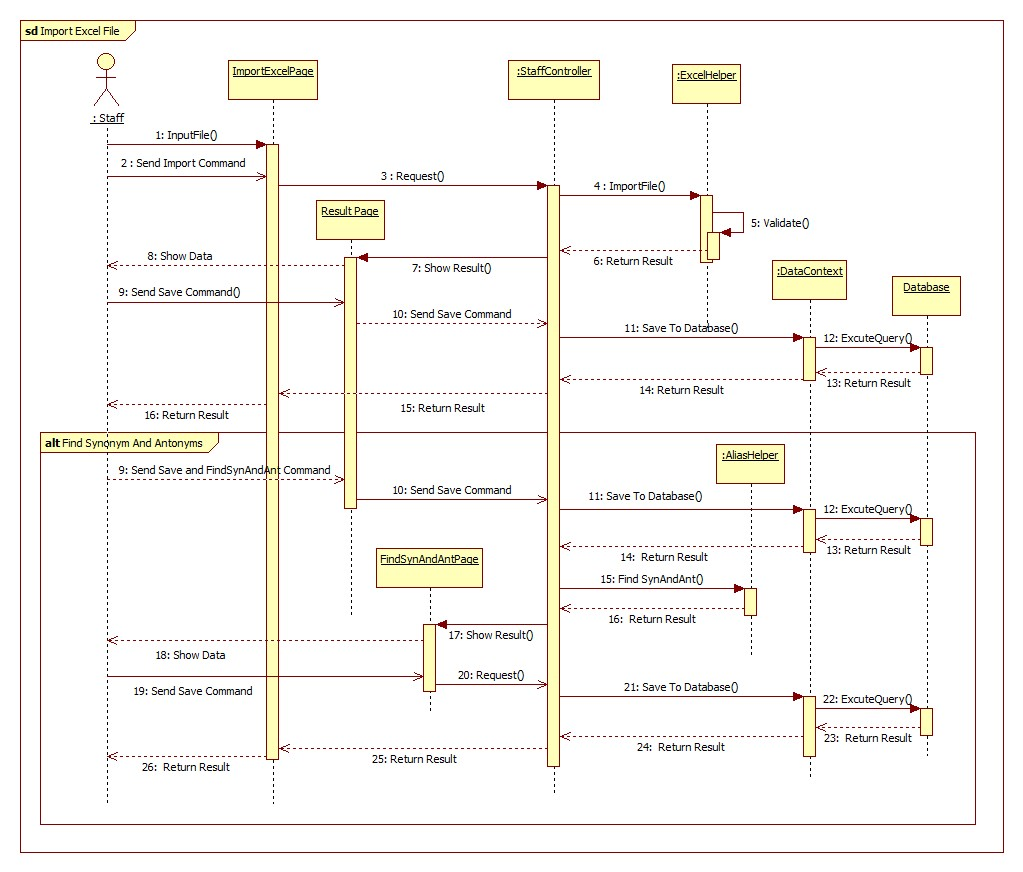 sd Import Excel File
ImportExcelPage
:StaffController
:ExcelHelper
: Staff
1: InputFile()
2 : Send Import Command
3 : Request()
4 : ImportFile()
Result Page
5: Validate()
8: Show Data
7: Show Result()
6: Return Result
:DataContext
Database
9: Send Save Command()
10: Send Save Command
11: Save To Database()
12: ExcuteQuery()
13: Return Result
14: Return Result
15: Return Result
16: Return Result
alt Find Synonym And Antonyms
:AliasHelper
9: Send Save and FindSynAndAnt Command
10: Send Save Command
11: Save To Database()
12: ExcuteQuery()
13: Return Result
14:  Return Result
FindSynAndAntPage
15: Find SynAndAnt()
16:  Return Result
17: Show Result()
18: Show Data
19: Send Save Command
20: Request()
21: Save To Database()
22: ExcuteQuery()
23:  Return Result
24:  Return Result
25: Return Result
26:  Return Result